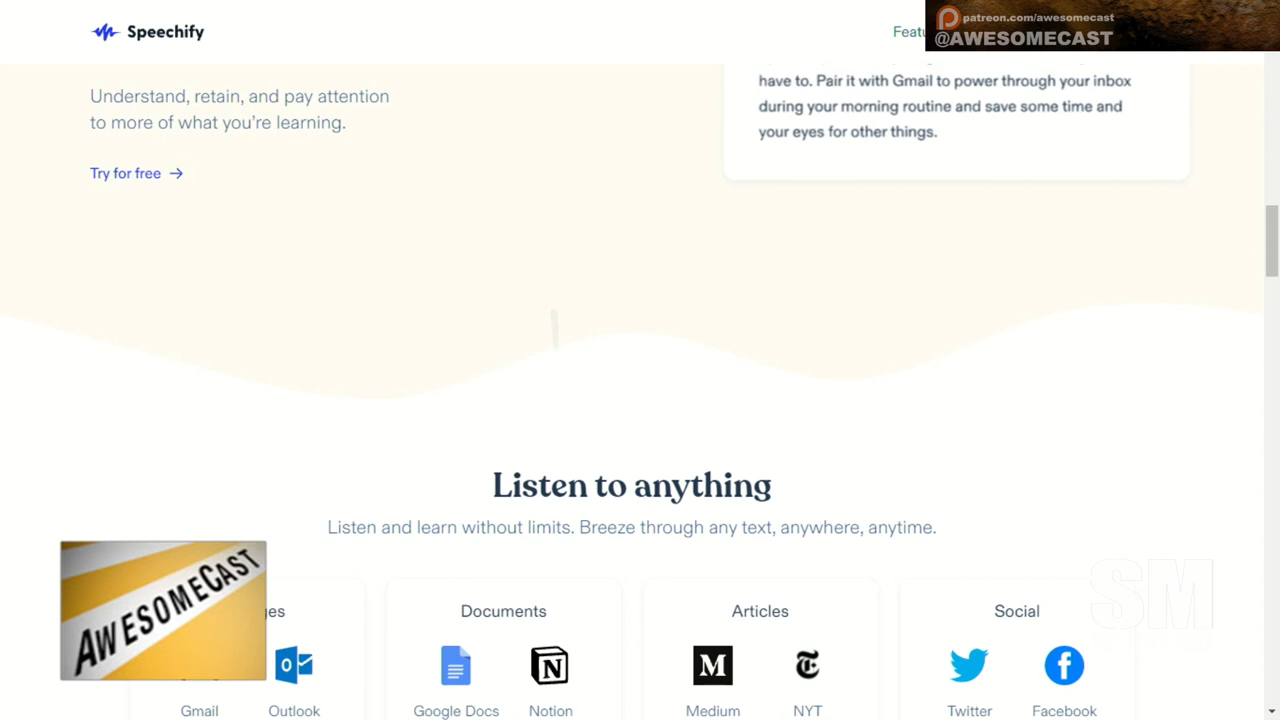 Speechify
patreon.com/awesomecast
@AWESOMECAST
have to. Pair it with Gmail to power through your inbox
during your morning routine and save some time and
your eyes for other things.
Understand, retain, and pay attention
to more of what you're learning.
Try for free →
Listen to anything
Listen and learn without limits. Breeze through any text, anywhere, anytime.
AWESOMECAST
SM
Documents
Articles
Social
Gmail
Outlook
Google Docs
Notion
Medium
NYT
Twitter
Facebook